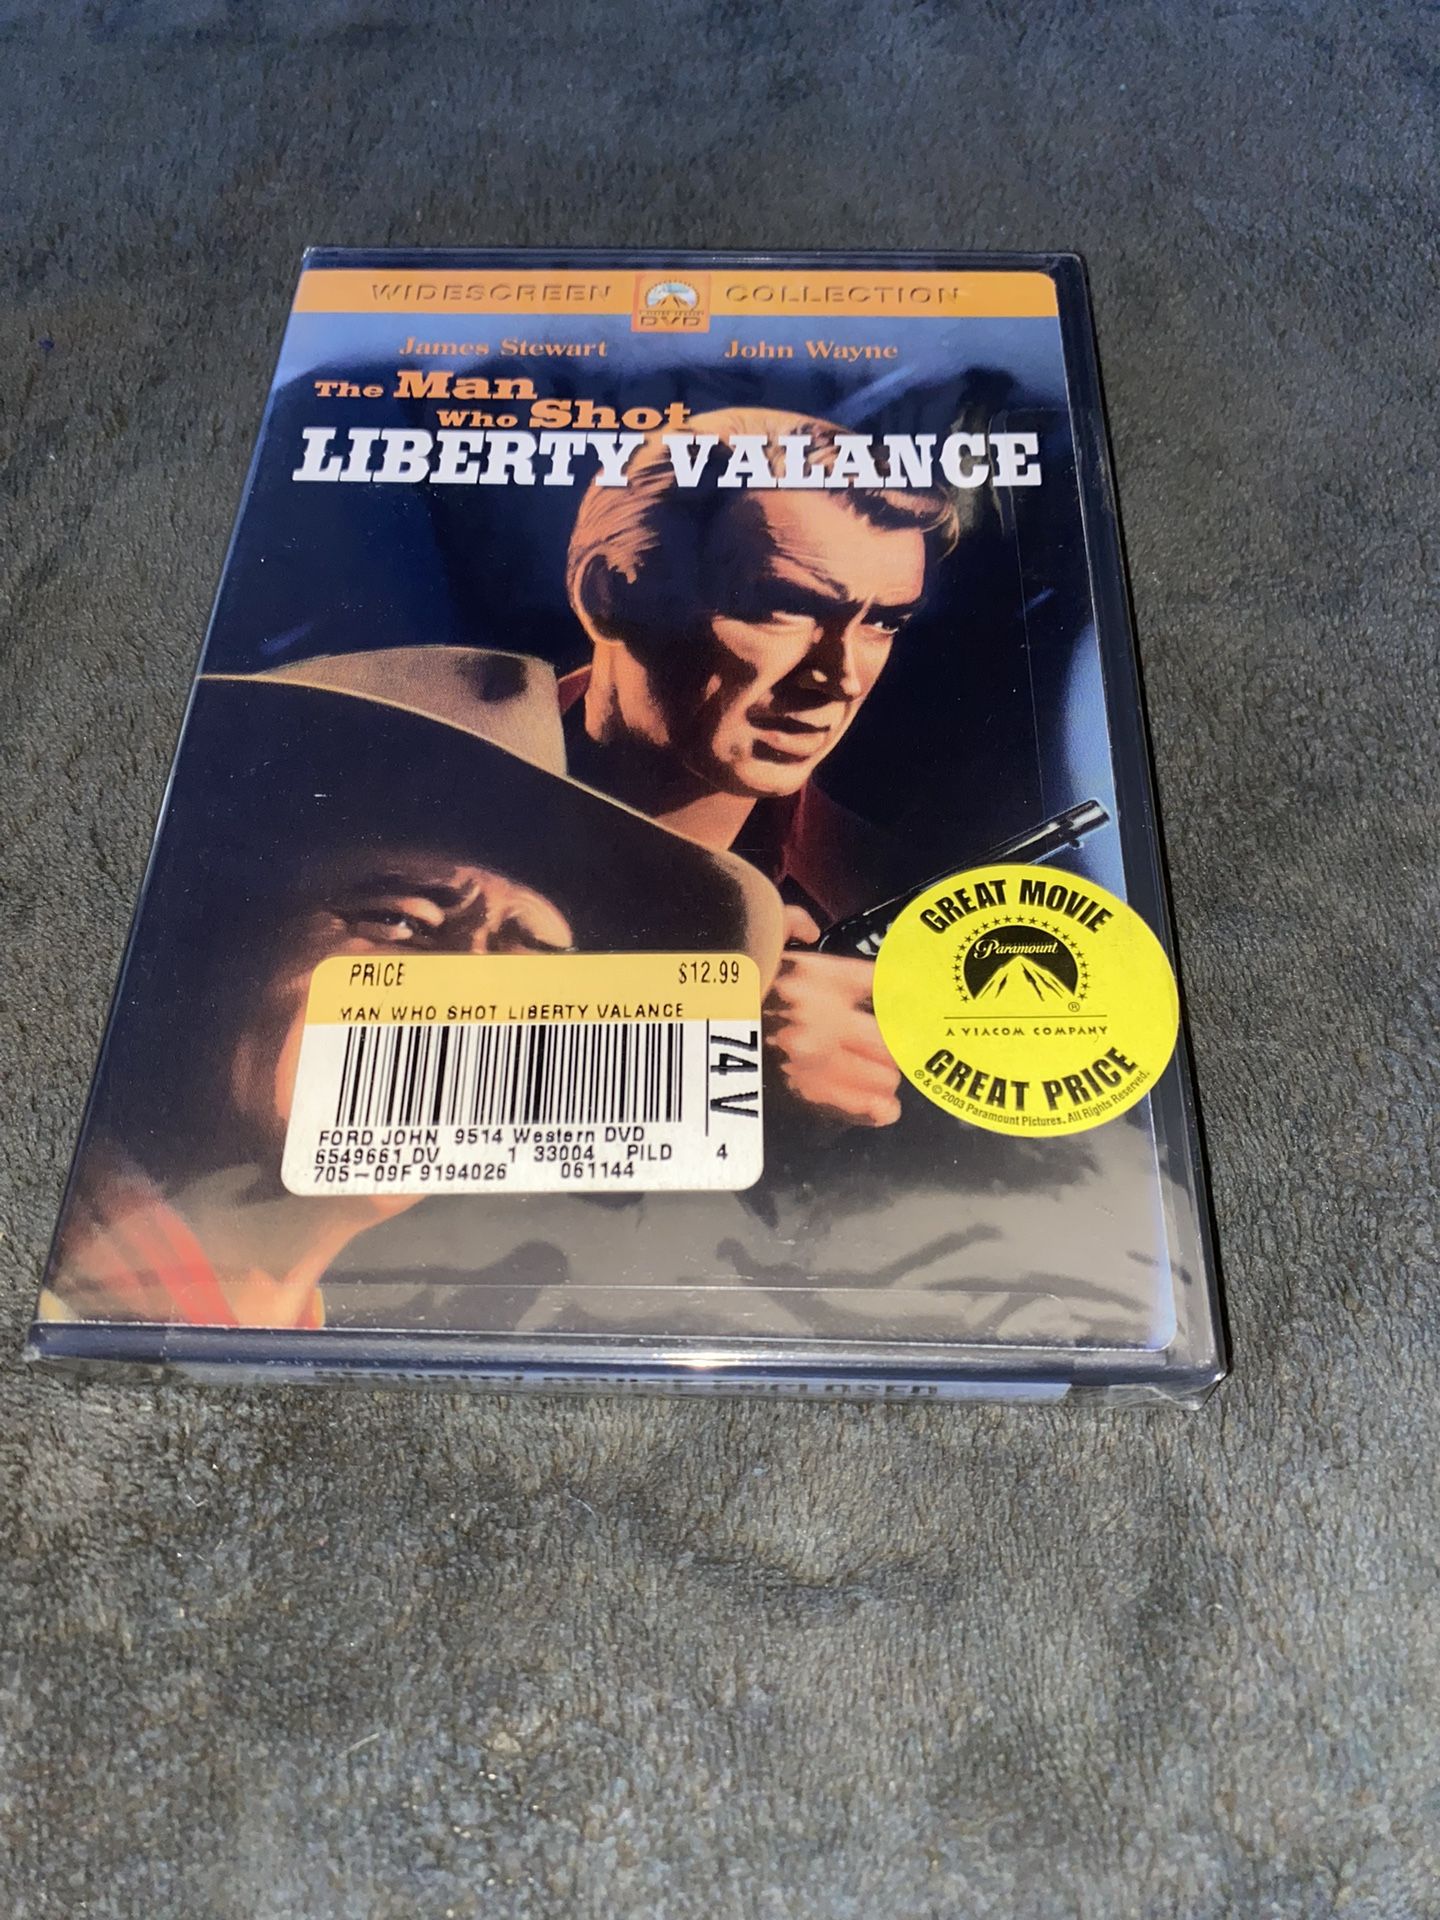 WIDESCREEN DVD COLLECTION
James Stewart John Wayne
The Man
Who Shot
LIBERTY VALANCE
PRICE $12.99
MAN WHO SHOT LIBERTY VALANCE
74 V
FORD JOHN 9514 Western DVD
6549661 DV 1 33004 PILD 4
705-09F 9194026 061144
GREAT MOVIE
Paramount
®
A VIACOM COMPANY
GREAT PRICE
& © 2003 Paramount Pictures. All Rights Reserved.
ENCLOSED